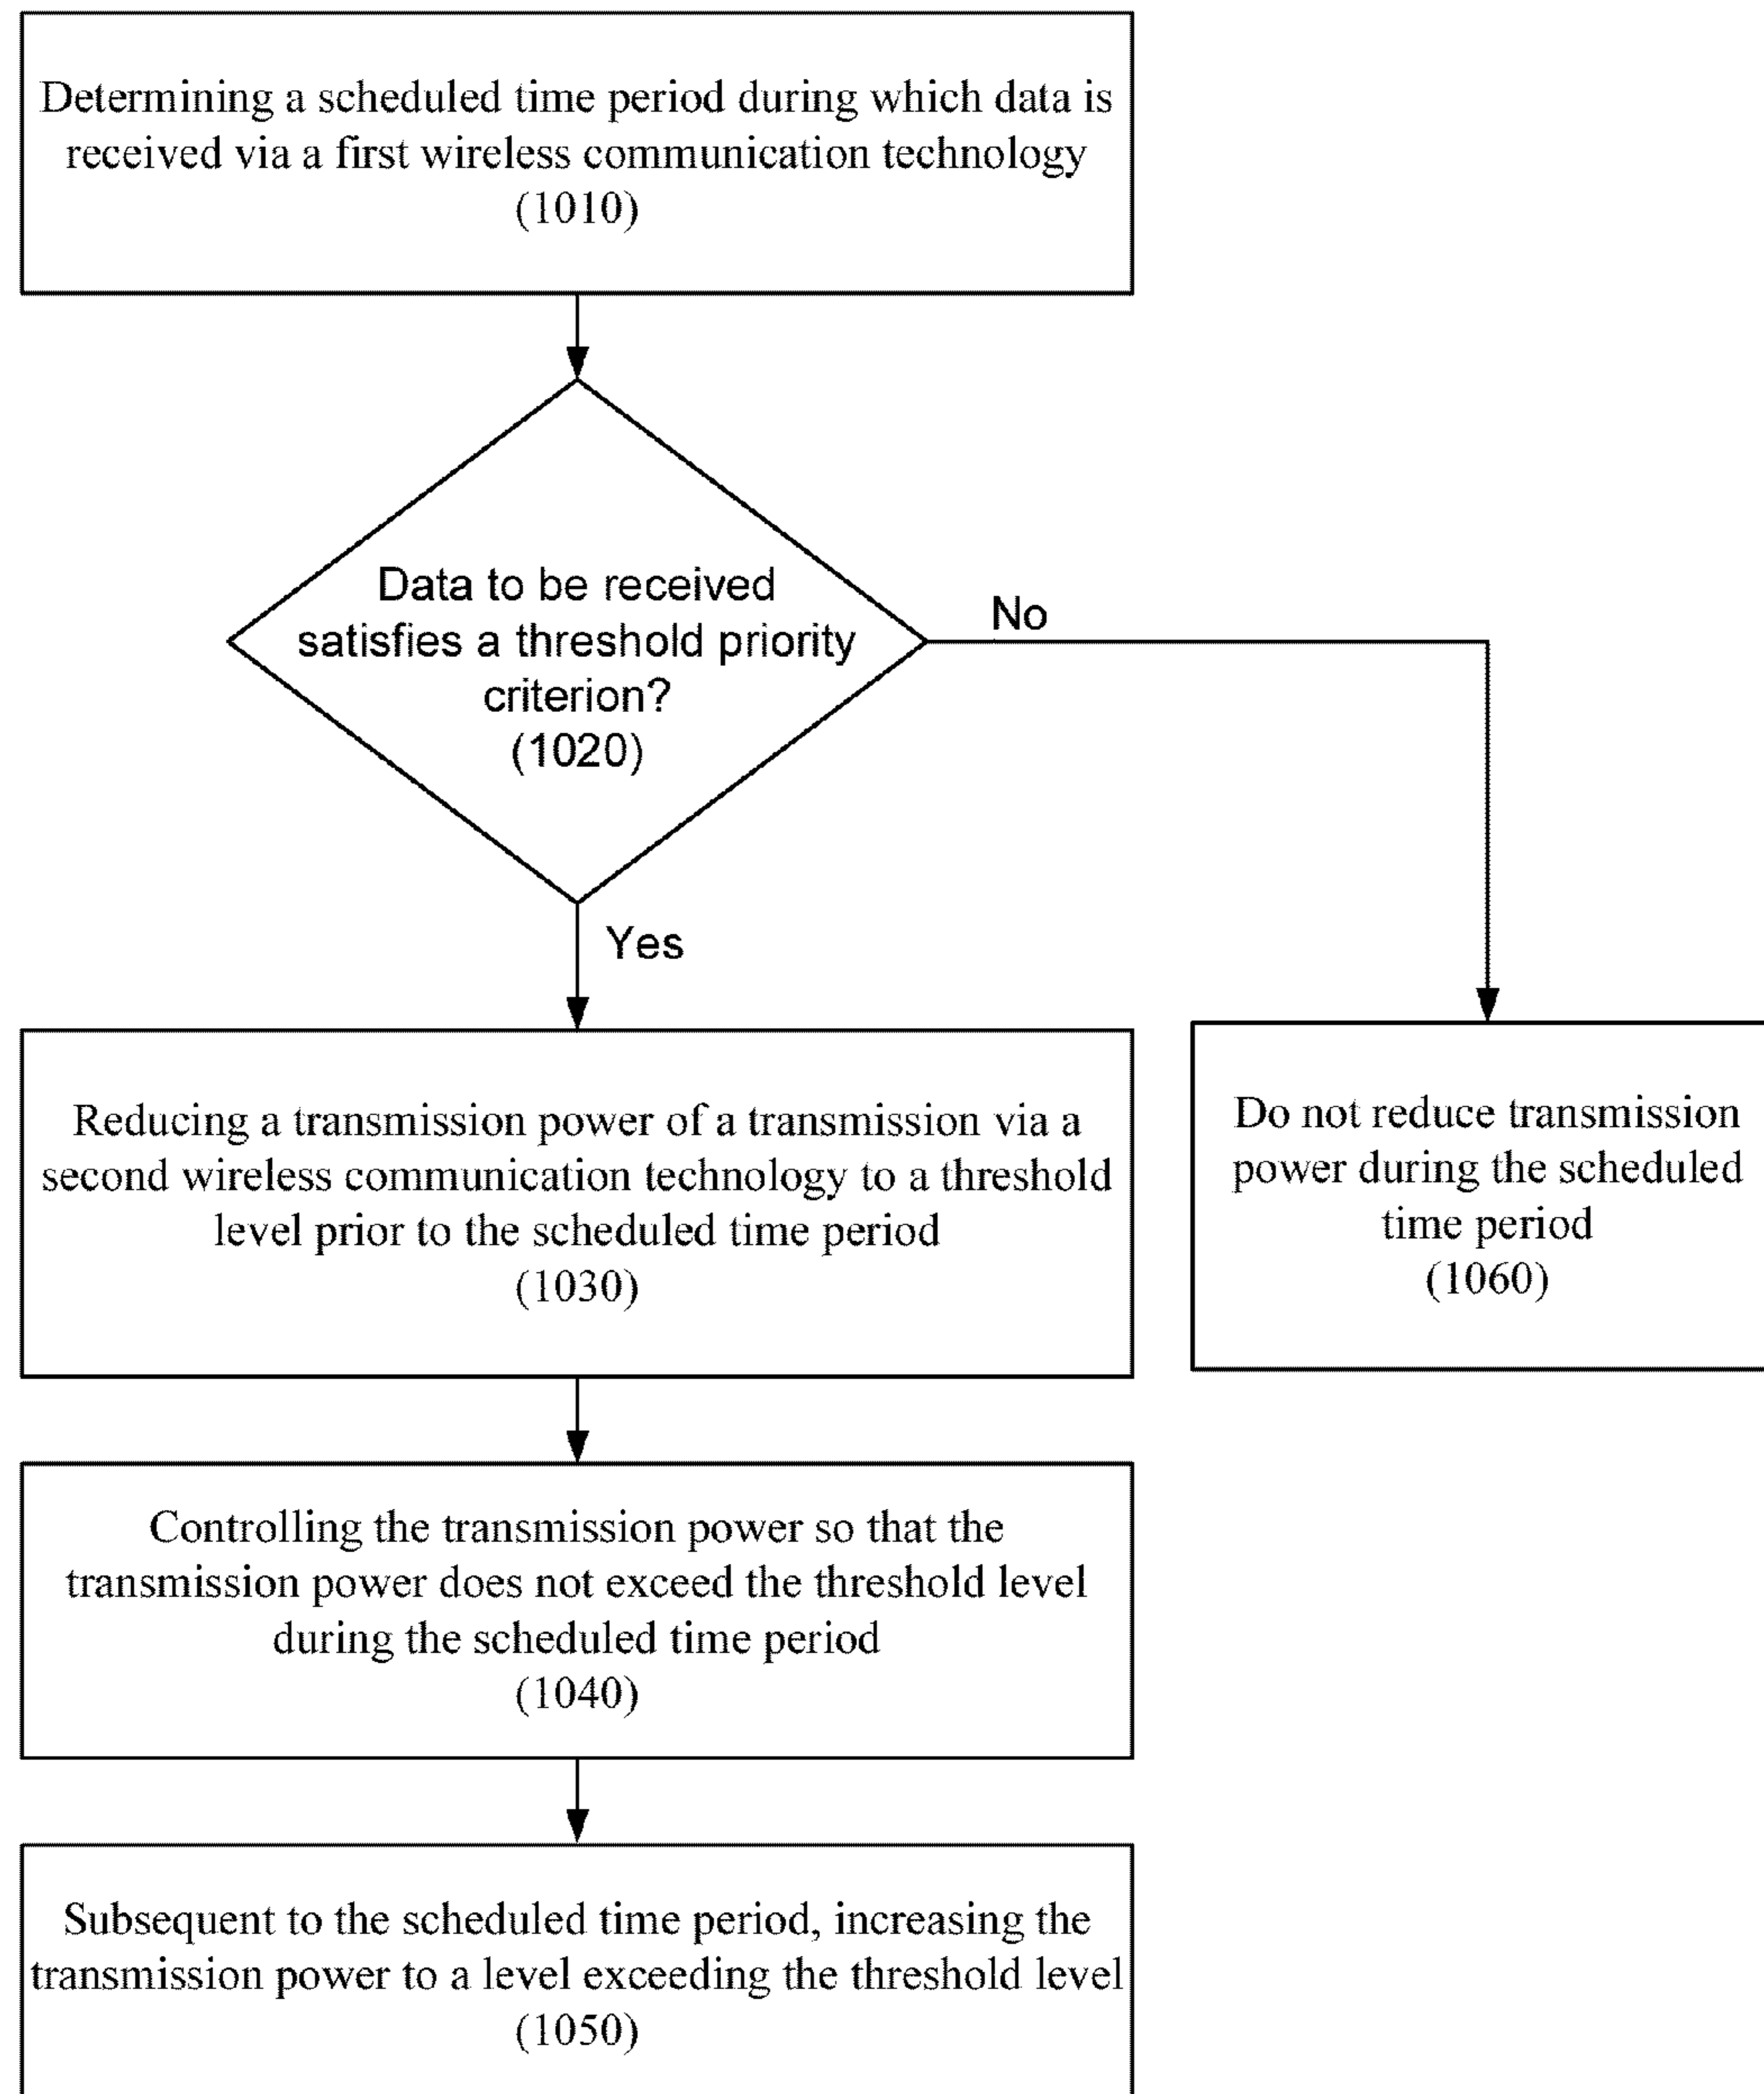 Determining a scheduled time period during which data is
received via a first wireless communication technology
(1010)
Data to be received
satisfies a threshold priority
criterion?
(1020)
No
Yes
Reducing a transmission power of a transmission via a
second wireless communication technology to a threshold
level prior to the scheduled time period
(1030)
Do not reduce transmission
power during the scheduled
time period
(1060)
Controlling the transmission power so that the
transmission power does not exceed the threshold level
during the scheduled time period
(1040)
Subsequent to the scheduled time period, increasing the
transmission power to a level exceeding the threshold level
(1050)